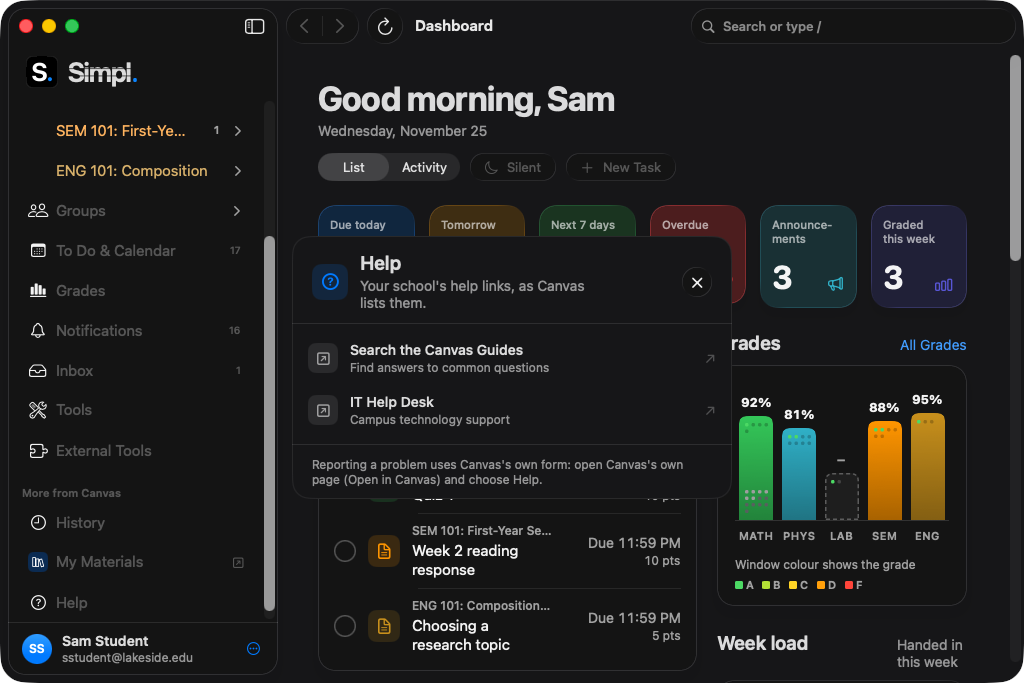 Dashboard
Search or type /
S.
Simpl.
SEM 101: First-Ye... 1
ENG 101: Composition
Groups
To Do & Calendar 17
Grades
Notifications 16
Inbox 1
Tools
External Tools
More from Canvas
History
My Materials
Help
SS
Sam Student
sstudent@lakeside.edu
Good morning, Sam
Wednesday, November 25
List
Activity
Silent
New Task
Due today
Tomorrow
Next 7 days
Overdue
Announce-
ments
3
Graded
this week
3
Help
Your school's help links, as Canvas
lists them.
Search the Canvas Guides
Find answers to common questions
IT Help Desk
Campus technology support
Reporting a problem uses Canvas's own form: open Canvas's own
page (Open in Canvas) and choose Help.
SEM 101: First-Year Se...
Week 2 reading
response
Due 11:59 PM
10 pts
ENG 101: Composition...
Choosing a
research topic
Due 11:59 PM
5 pts
All Grades
92%
81%
–
88%
95%
MATH PHYS LAB SEM ENG
Window colour shows the grade
A B C D F
Week load
Handed in
this week